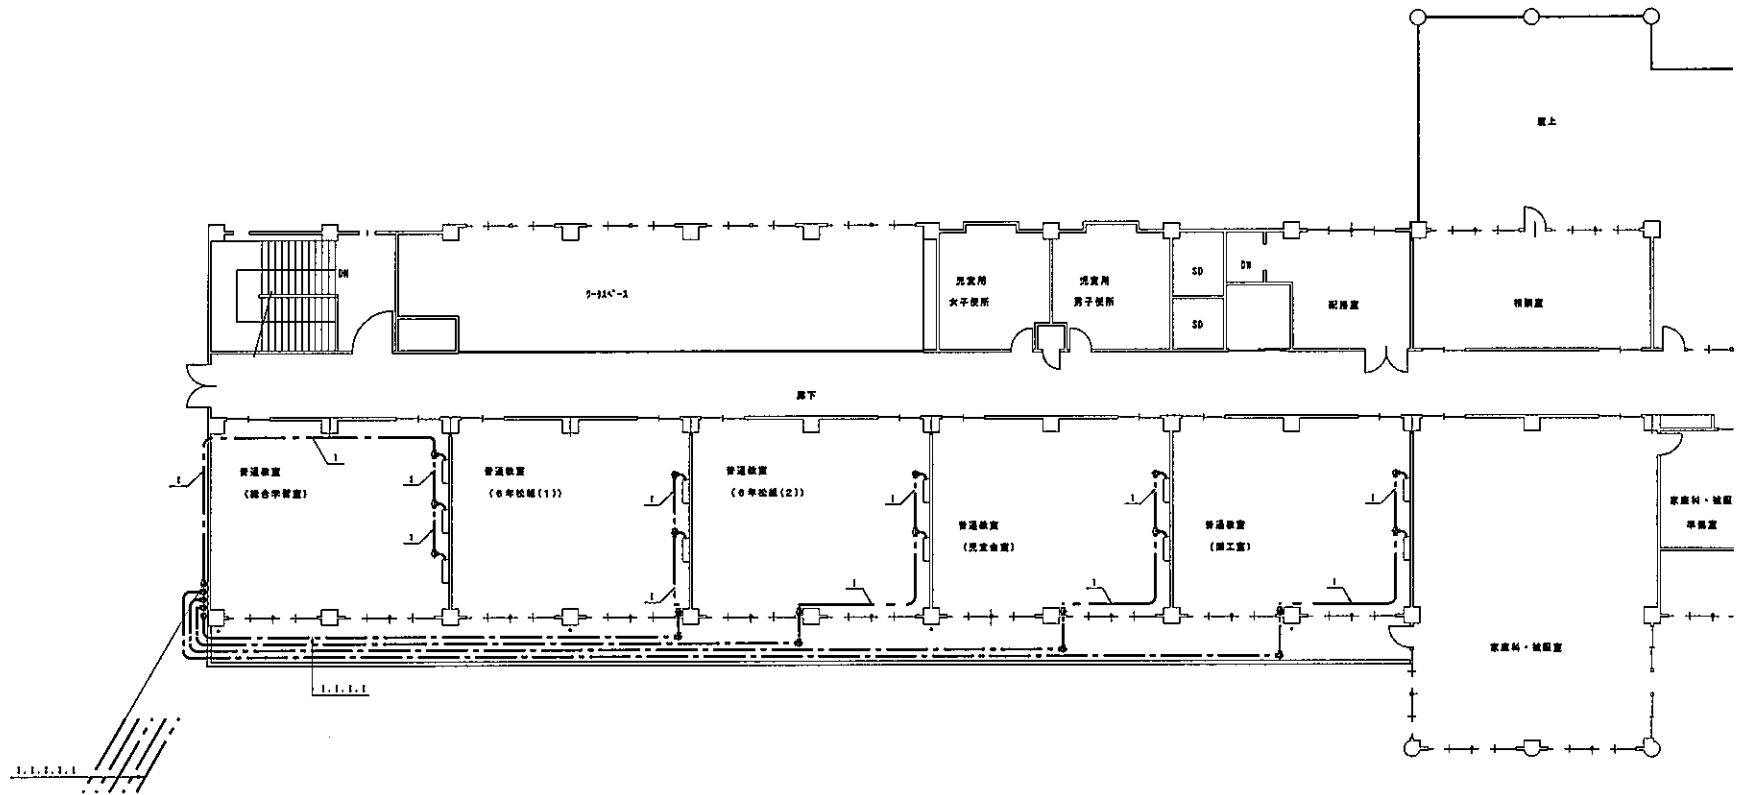 屋上
DN
ワークスペース
児童用
女子便所
児童用
男子便所
SD
SD
DW
配膳室
相談室
廊下
普通教室
(総合学習室)
普通教室
(6年松組(1))
普通教室
(6年松組(2))
普通教室
(児童会室)
普通教室
(図工室)
家庭科・被服
準備室
家庭科・被服室